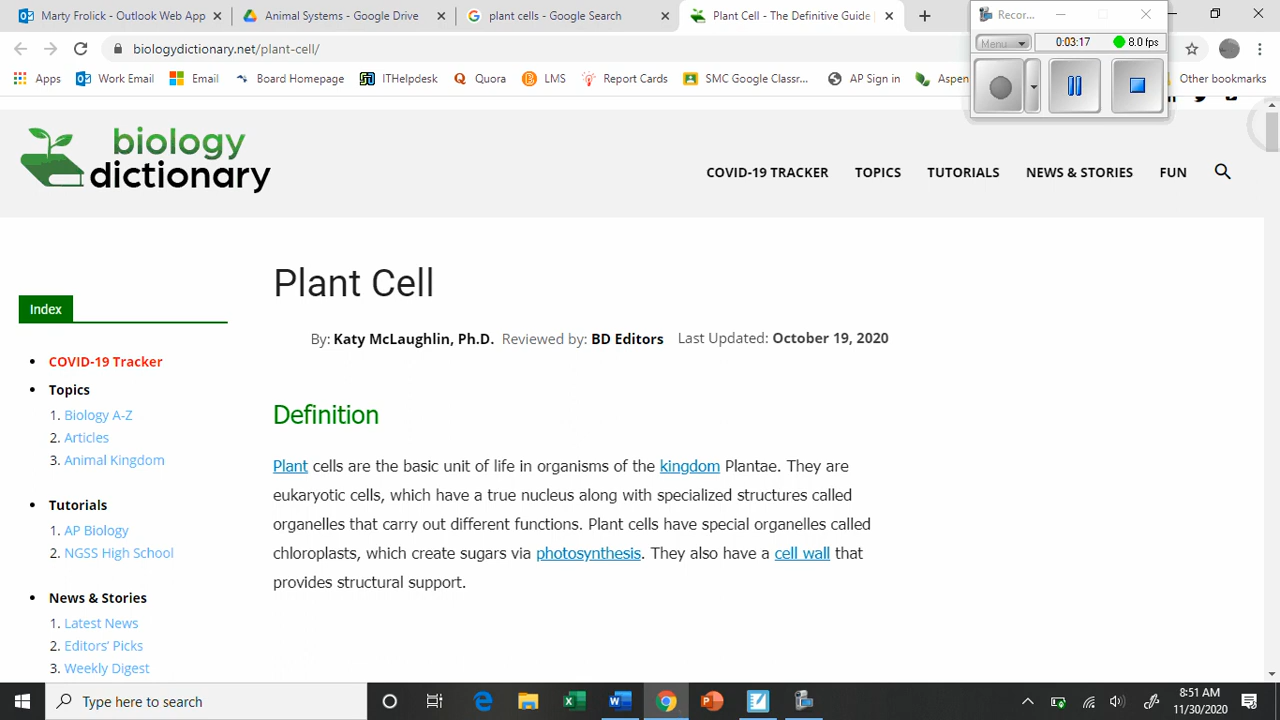 Marty Frolick - Outlook Web App
Animal Systems - Google Drive
plant cells - Google Search
Plant Cell - The Definitive Guide |
Recor...
biologydictionary.net/plant-cell/
Menu
0:03:17
8.0 fps
Apps
Work Email
Email
Board Homepage
ITHelpdesk
Quora
LMS
Report Cards
SMC Google Classr...
AP Sign in
Aspen
Other bookmarks
biology
dictionary
COVID-19 TRACKER
TOPICS
TUTORIALS
NEWS & STORIES
FUN
Plant Cell
Index
By: Katy McLaughlin, Ph.D. Reviewed by: BD Editors Last Updated: October 19, 2020
COVID-19 Tracker
Topics
1. Biology A-Z
2. Articles
3. Animal Kingdom
Tutorials
1. AP Biology
2. NGSS High School
News & Stories
1. Latest News
2. Editors' Picks
3. Weekly Digest
Definition
Plant cells are the basic unit of life in organisms of the kingdom Plantae. They are
eukaryotic cells, which have a true nucleus along with specialized structures called
organelles that carry out different functions. Plant cells have special organelles called
chloroplasts, which create sugars via photosynthesis. They also have a cell wall that
provides structural support.
Type here to search
8:51 AM
11/30/2020